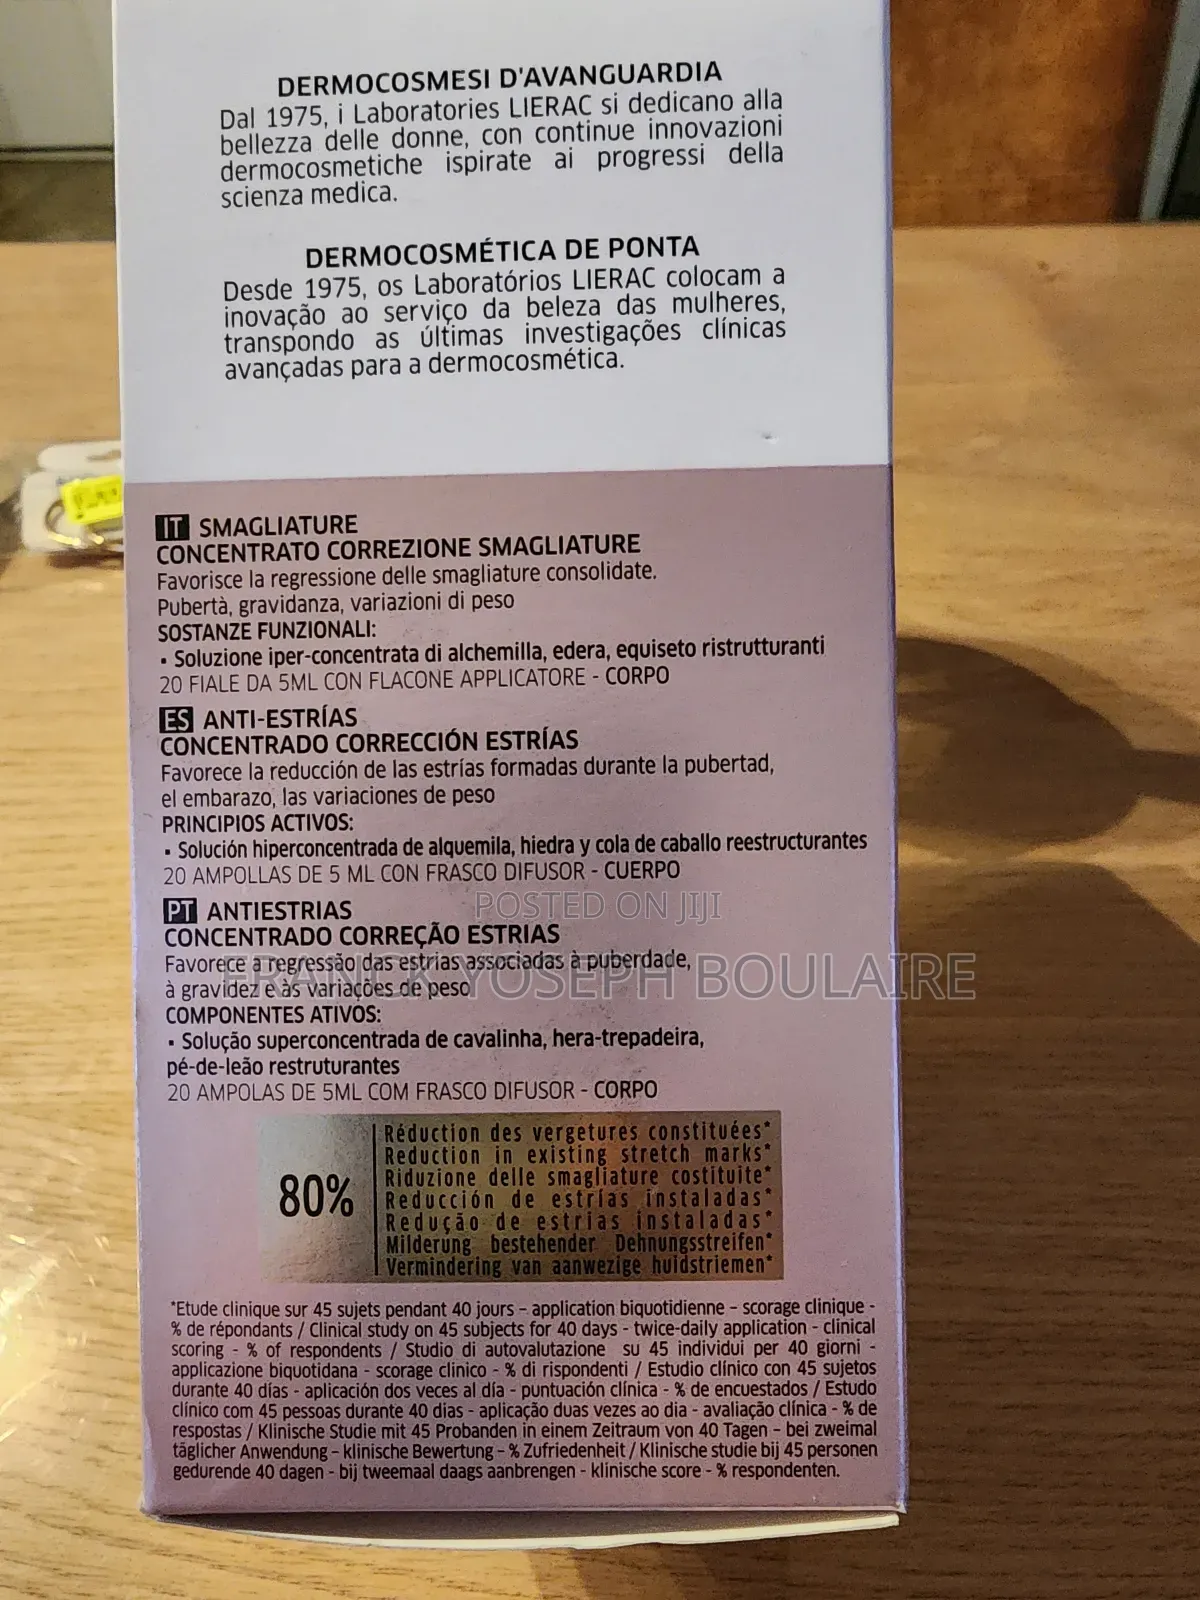 DERMOCOSMESI D'AVANGUARDIA
Dal 1975, i Laboratories LIERAC si dedicano alla
bellezza delle donne, con continue innovazioni
dermocosmetiche ispirate ai progressi della
scienza medica.
DERMOCOSMÉTICA DE PONTA
Desde 1975, os Laboratórios LIERAC colocam a
inovação ao serviço da beleza das mulheres,
transpondo as últimas investigações clínicas
avançadas para a dermocosmética.
IT SMAGLIATURE
CONCENTRATO CORREZIONE SMAGLIATURE
Favorisce la regressione delle smagliature consolidate.
Pubertà, gravidanza, variazioni di peso
SOSTANZE FUNZIONALI:
▪ Soluzione iper-concentrata di alchemilla, edera, equiseto ristrutturanti
20 FIALE DA 5ML CON FLACONE APPLICATORE - CORPO
ES ANTI-ESTRÍAS
CONCENTRADO CORRECCIÓN ESTRÍAS
Favorece la reducción de las estrías formadas durante la pubertad,
el embarazo, las variaciones de peso
PRINCIPIOS ACTIVOS:
▪ Solución hiperconcentrada de alquemila, hiedra y cola de caballo reestructurantes
20 AMPOLLAS DE 5 ML CON FRASCO DIFUSOR - CUERPO
POSTED ON JIJI
PT ANTIESTRIAS
CONCENTRADO CORREÇÃO ESTRIAS
Favorece a regressão das estrias associadas à puberdade,
FRANCK YOSEPH BOULAIRE
à gravidez e às variações de peso
COMPONENTES ATIVOS:
▪ Solução superconcentrada de cavalinha, hera-trepadeira,
pé-de-leão restruturantes
20 AMPOLAS DE 5ML COM FRASCO DIFUSOR - CORPO
80%
Réduction des vergetures constituées*
Reduction in existing stretch marks*
Riduzione delle smagliature costituite*
Reducción de estrías instaladas*
Redução de estrias instaladas*
Milderung bestehender Dehnungsstreifen*
Vermindering van aanwezige huidstriemen*
*Etude clinique sur 45 sujets pendant 40 jours – application biquotidienne – scorage clinique -
% de répondants / Clinical study on 45 subjects for 40 days - twice-daily application - clinical
scoring - % of respondents / Studio di autovalutazione su 45 individui per 40 giorni -
applicazione biquotidana - scorage clinico - % di rispondenti / Estudio clínico con 45 sujetos
durante 40 días - aplicación dos veces al día - puntuación clínica - % de encuestados / Estudo
clínico com 45 pessoas durante 40 dias - aplicação duas vezes ao dia - avaliação clínica - % de
respostas / Klinische Studie mit 45 Probanden in einem Zeitraum von 40 Tagen – bei zweimal
täglicher Anwendung – klinische Bewertung – % Zufriedenheit / Klinische studie bij 45 personen
gedurende 40 dagen - bij tweemaal daags aanbrengen - klinische score - % respondenten.